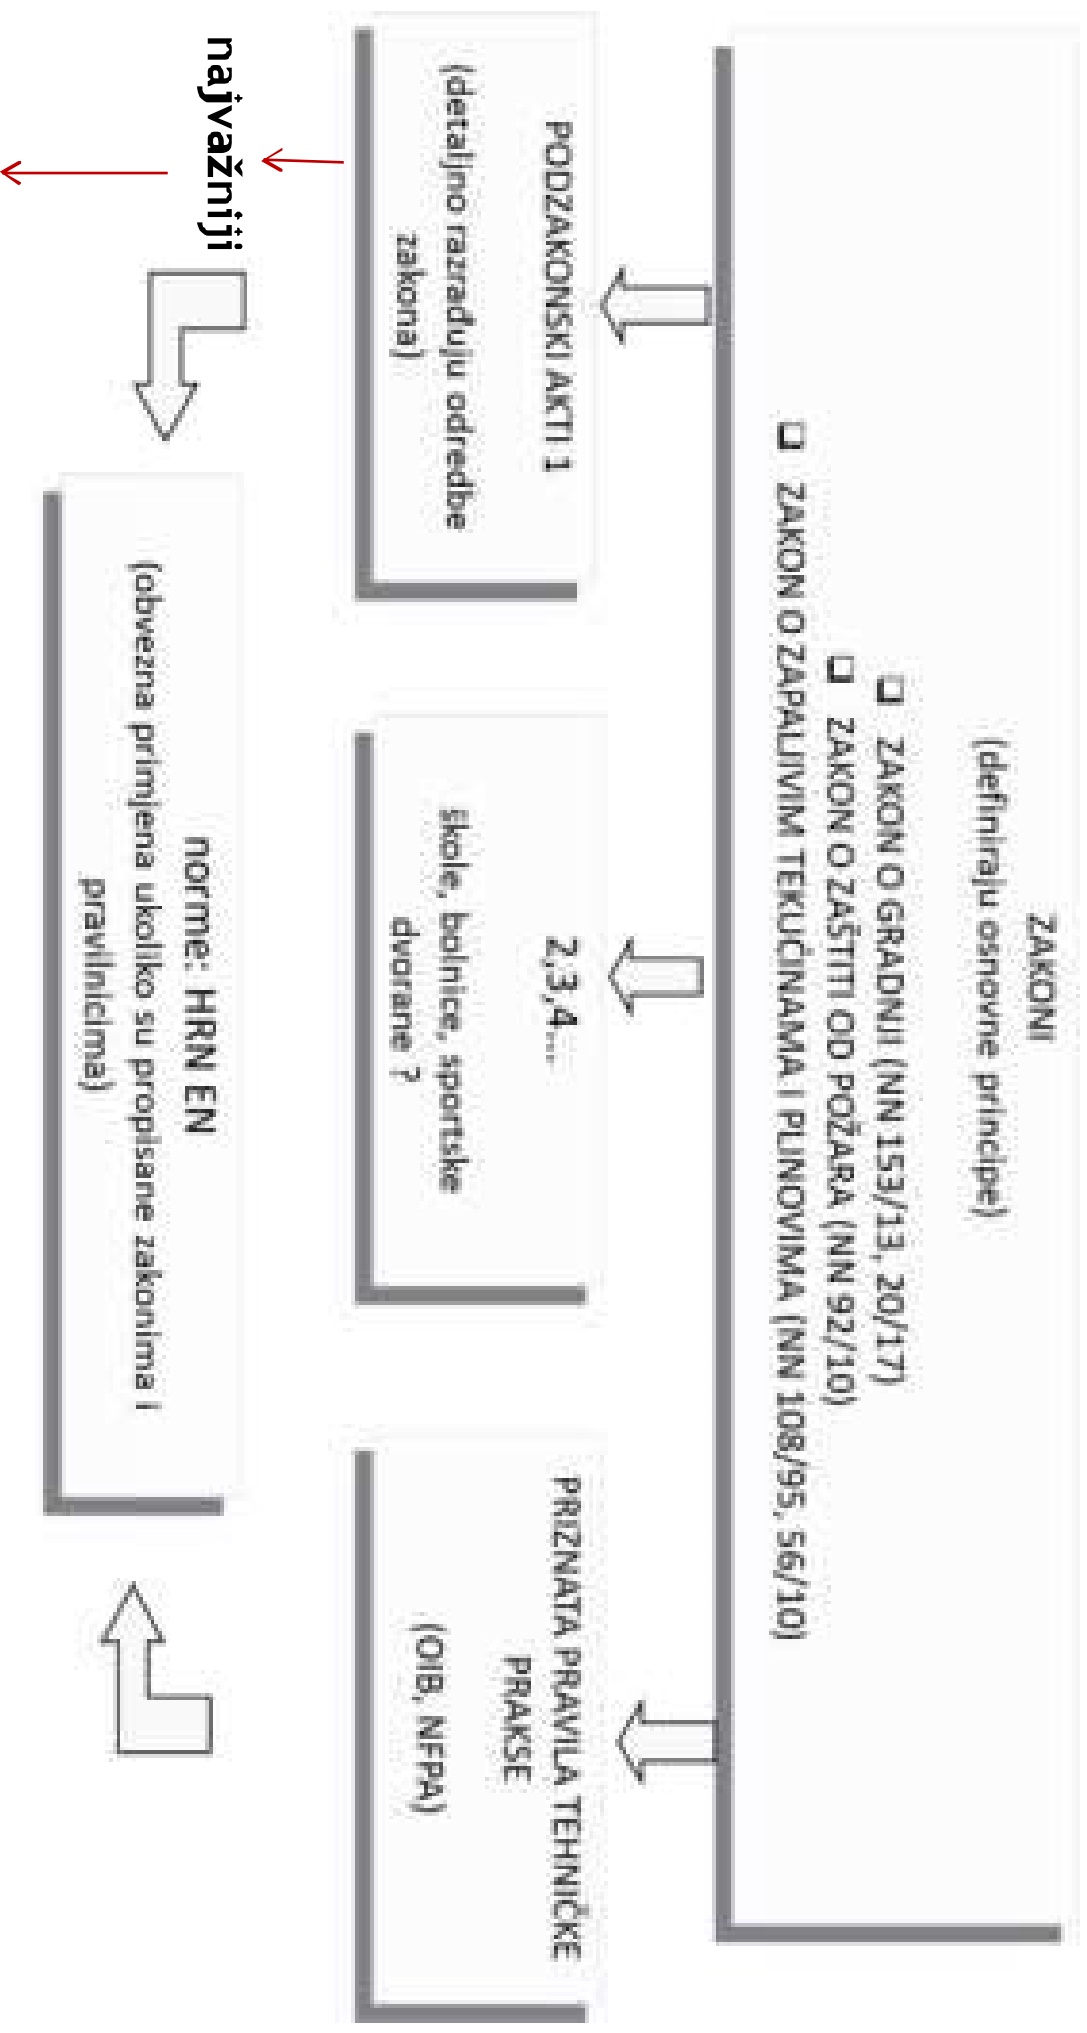 ZAKONI
(definiraju osnovne principe)
❑ ZAKON O GRADNJI (NN 153/13, 20/17)
❑ ZAKON O ZAŠTITI OD POŽARA (NN 92/10)
❑ ZAKON O ZAPALJIVIM TEKUĆINAMA I PLINOVIMA (NN 108/95, 56/10)
PODZAKONSKI AKTI 1
(detaljno razrađuju odredbe
zakona)
2,3,4....
škole, bolnice, sportske
dvorane ?
PRIZNATA PRAVILA TEHNIČKE
PRAKSE
(OIB, NFPA)
najvažniji
norme: HRN EN
(obvezna primjena ukoliko su propisane zakonima i
pravilnicima)